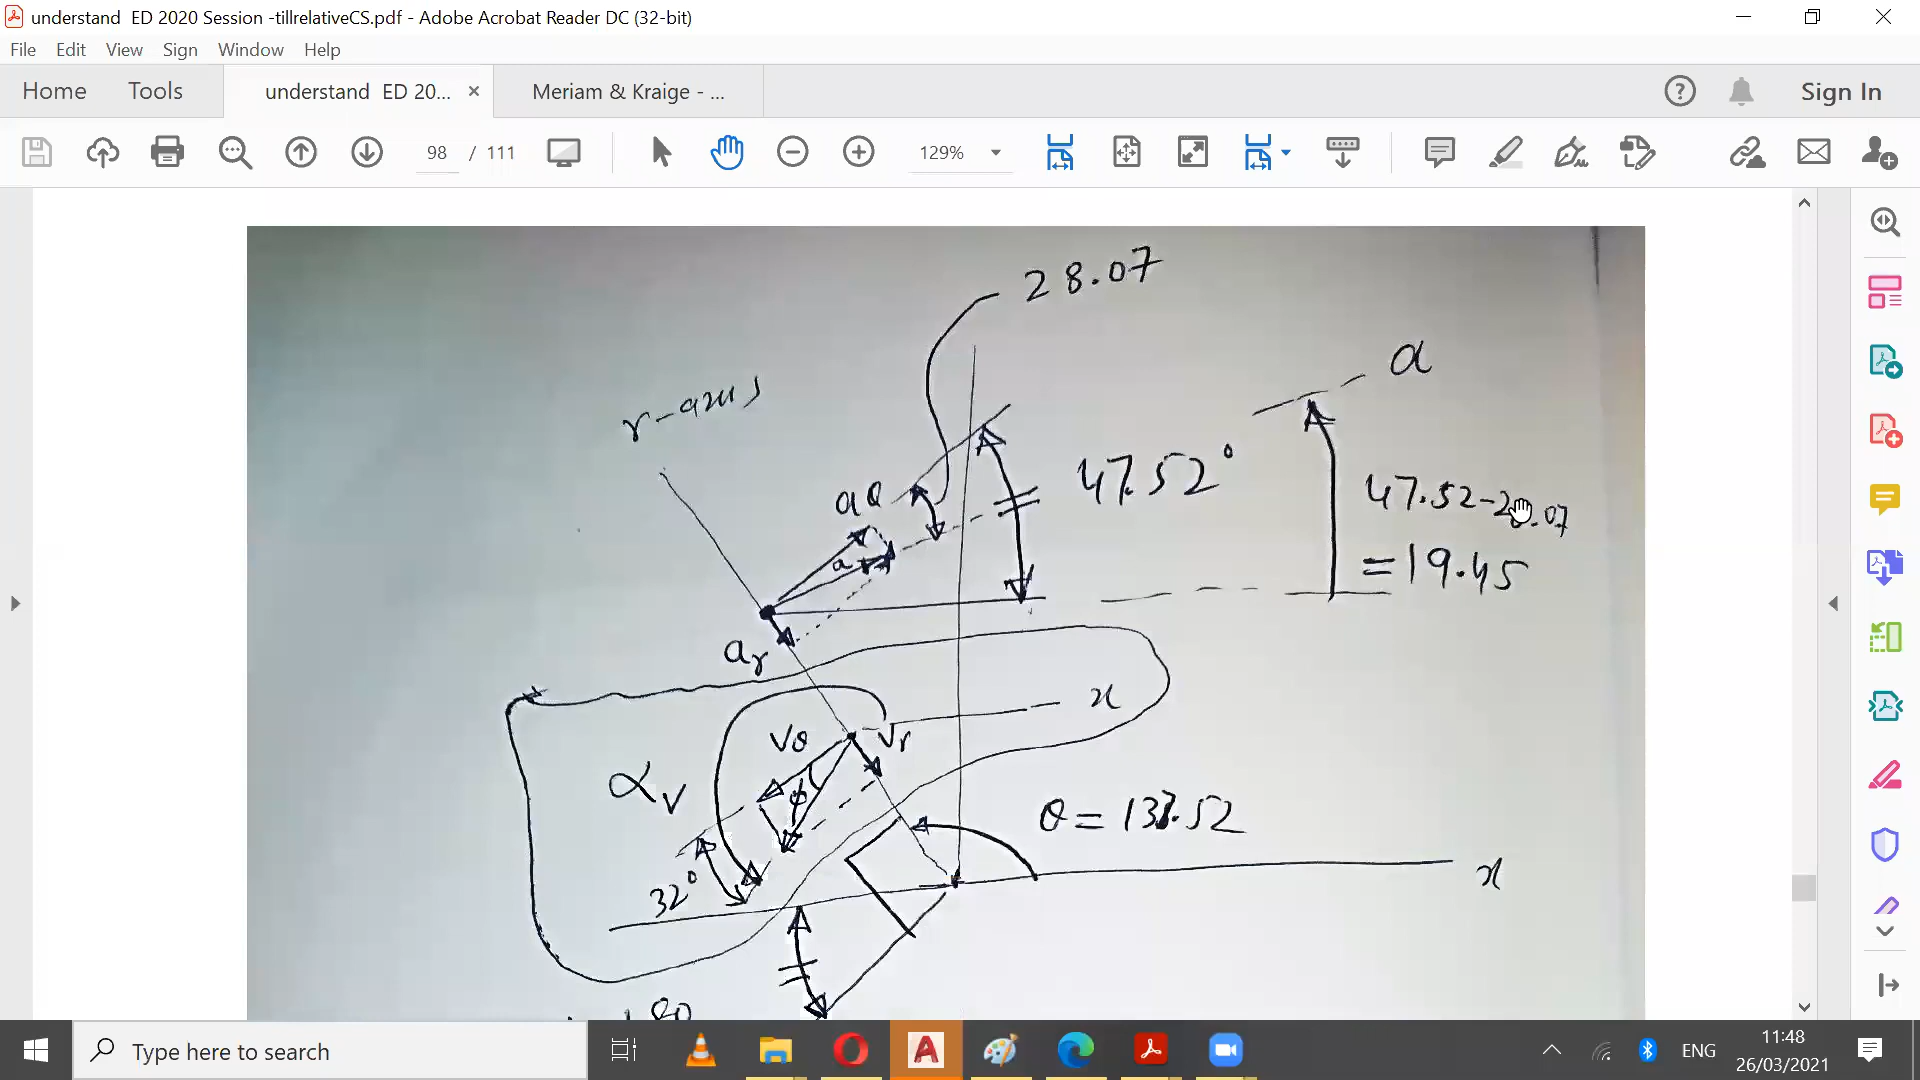 understand ED 2020 Session -tillrelativeCS.pdf - Adobe Acrobat Reader DC (32-bit)
File Edit View Sign Window Help
Home Tools understand ED 20... × Meriam & Kraige - ... Sign In
98 / 111 129%
28.07
a
r-axis
aθ
47.52°
47.52-28.07
a
=19.45
ar
x
Vθ
Vr
αv
ϕ
θ = 137.52
x
32°
180
Type here to search
ENG
11:48
26/03/2021